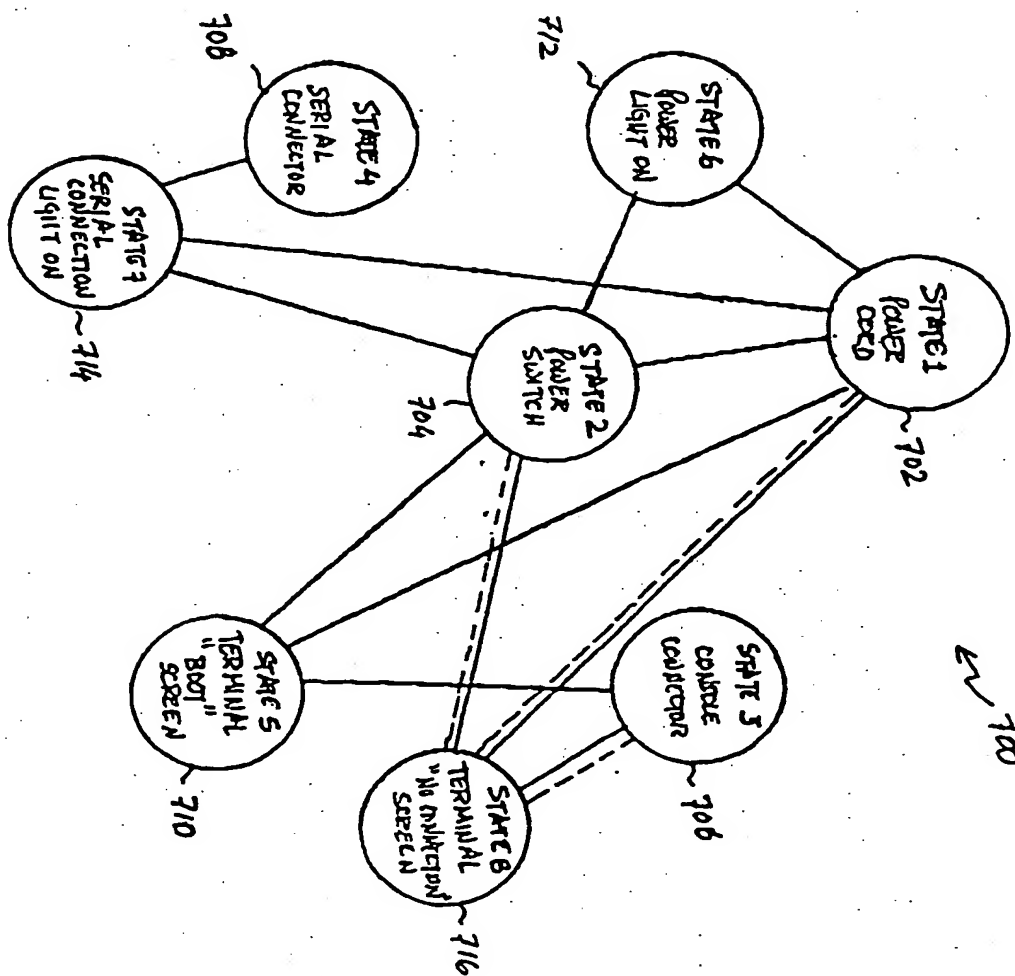 700
STATE 1
POWER
CORD
702
STATE 6
POWER
LIGHT ON
712
STATE 2
POWER
SWITCH
704
STATE 3
CONSOLE
CONNECTOR
706
STATE 4
SERIAL
CONNECTOR
708
STATE 7
SERIAL
CONNECTION
LIGHT ON
714
STATE 5
TERMINAL
"BOOT"
SCREEN
710
STATE 8
TERMINAL
"NO CONNECTION"
SCREEN
716